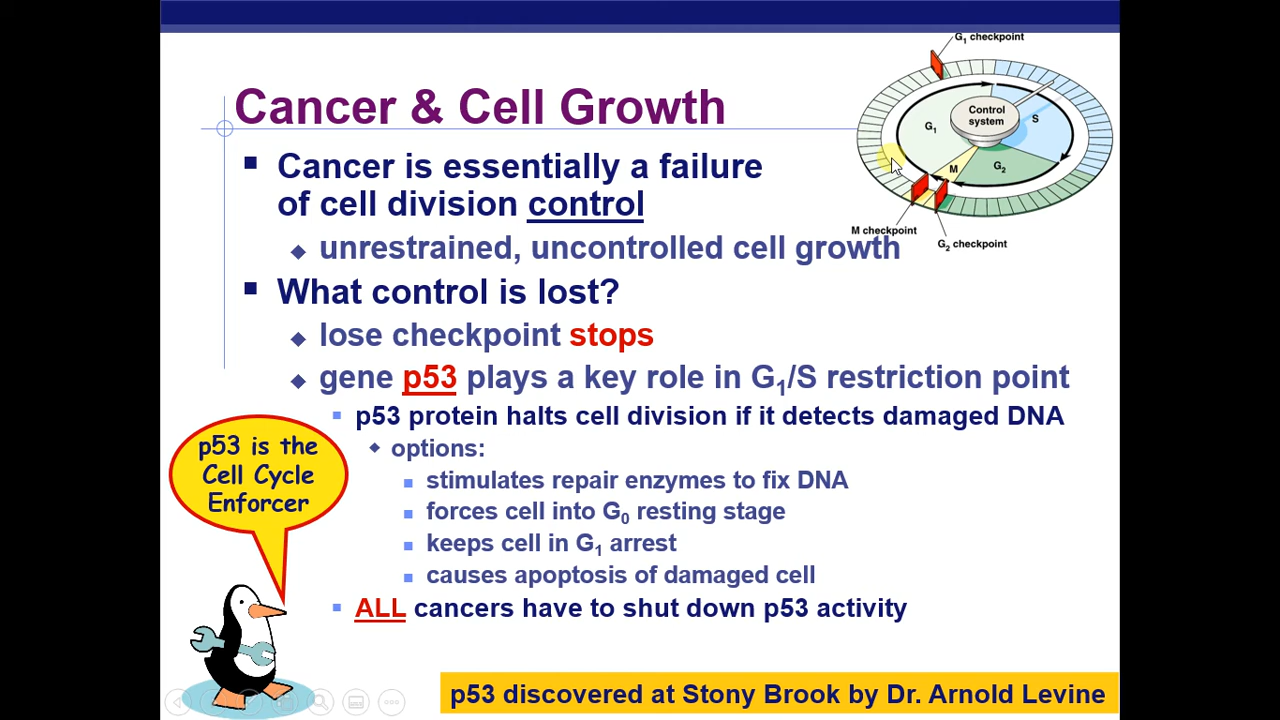 G1 checkpoint
Control
system
S
G1
M
G2
M checkpoint
G2 checkpoint
Cancer & Cell Growth
Cancer is essentially a failure
of cell division control
unrestrained, uncontrolled cell growth
What control is lost?
lose checkpoint stops
gene p53 plays a key role in G1/S restriction point
p53 protein halts cell division if it detects damaged DNA
options:
stimulates repair enzymes to fix DNA
forces cell into G0 resting stage
keeps cell in G1 arrest
causes apoptosis of damaged cell
ALL cancers have to shut down p53 activity
p53 is the
Cell Cycle
Enforcer
p53 discovered at Stony Brook by Dr. Arnold Levine